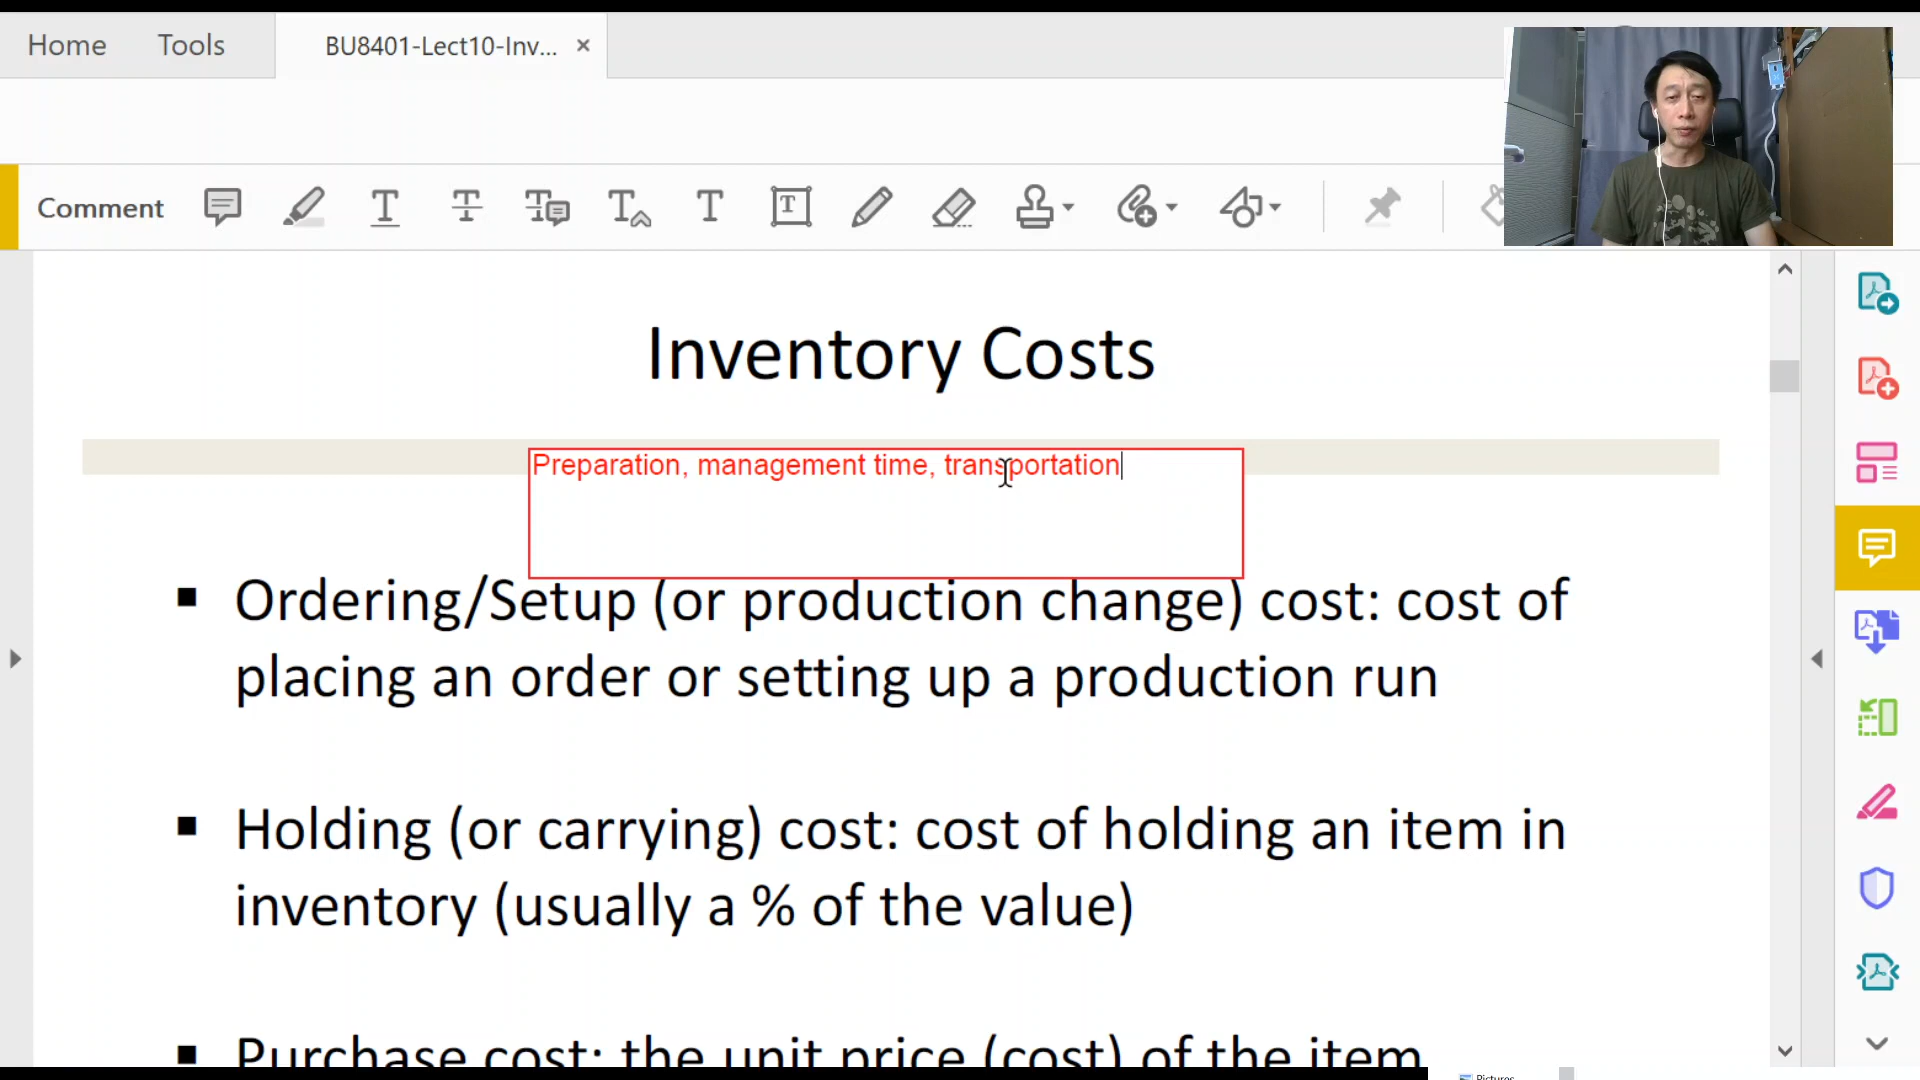 Home Tools BU8401-Lect10-Inv... ×
Comment
Inventory Costs
Preparation, management time, transportation
▪ Ordering/Setup (or production change) cost: cost of
placing an order or setting up a production run
▪ Holding (or carrying) cost: cost of holding an item in
inventory (usually a % of the value)
▪ Purchase cost: the unit price (cost) of the item
Pictures